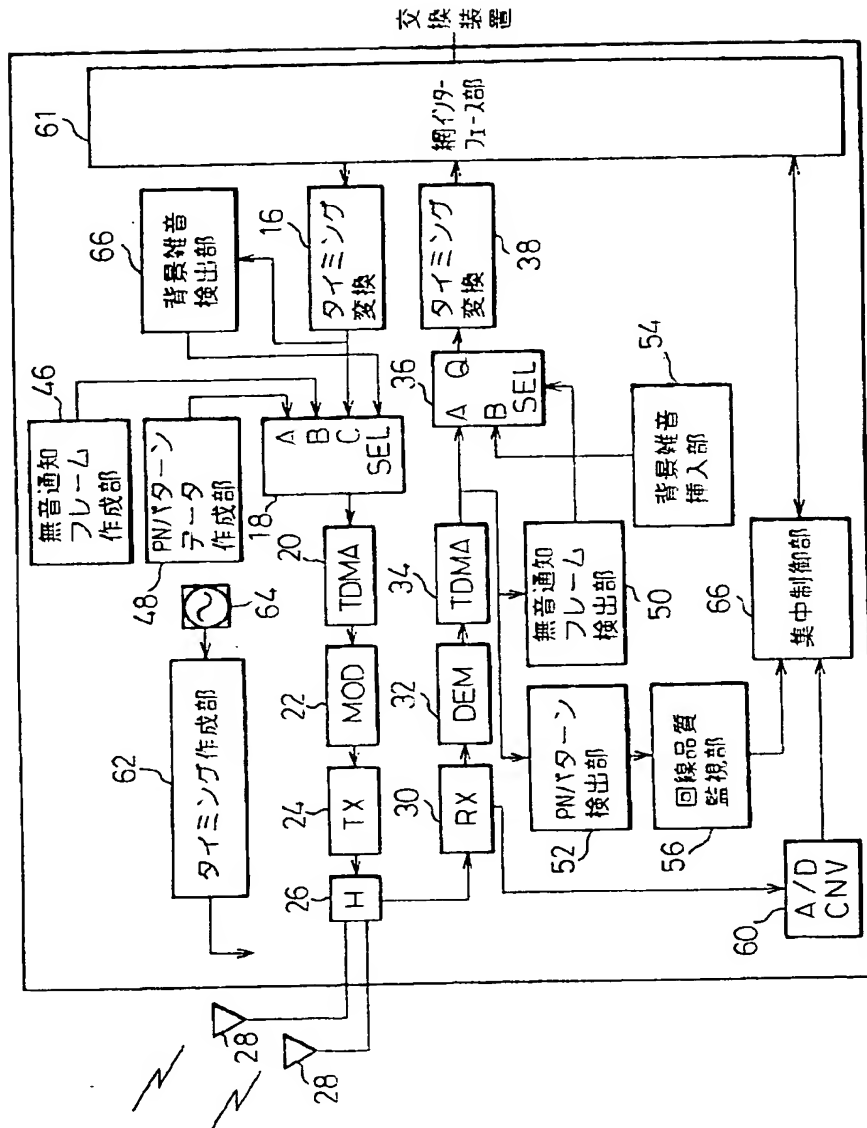 交換装置
61
網インター
フェース部
66
背景雑音
検出部
16
タイミング
変換
38
タイミング
変換
46
無音通知
フレーム
作成部
48
PNパターン
データ
作成部
18
A
B
C
SEL
36
A Q
B
SEL
54
背景雑音
挿入部
64
62
タイミング作成部
20
TDMA
22
MOD
24
TX
26
H
28
28
30
RX
32
DEM
34
TDMA
50
無音通知
フレーム
検出部
52
PNパターン
検出部
56
回線品質
監視部
60
A/D
CNV
66
集中制御部